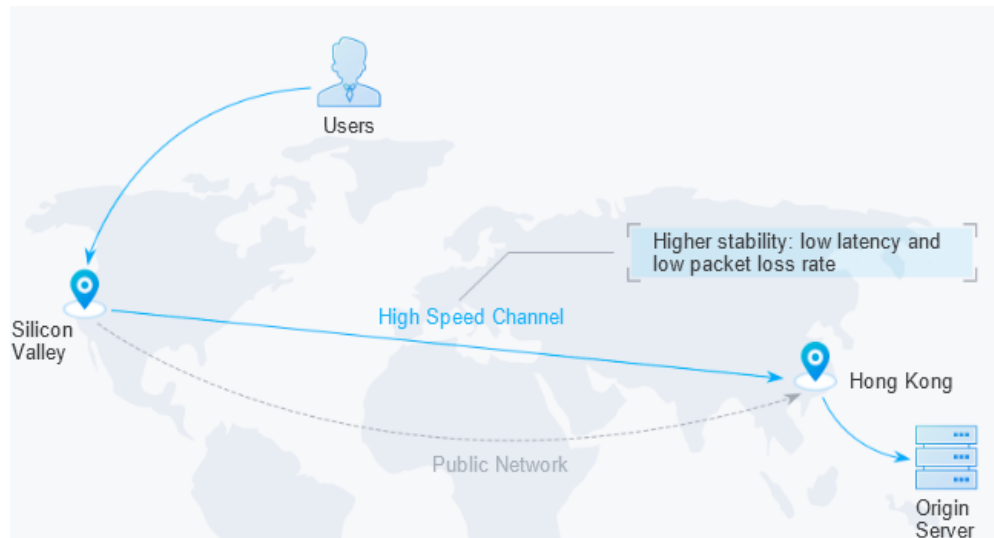 Users
Higher stability: low latency and
low packet loss rate
High Speed Channel
Silicon
Valley
Hong Kong
Public Network
Origin
Server